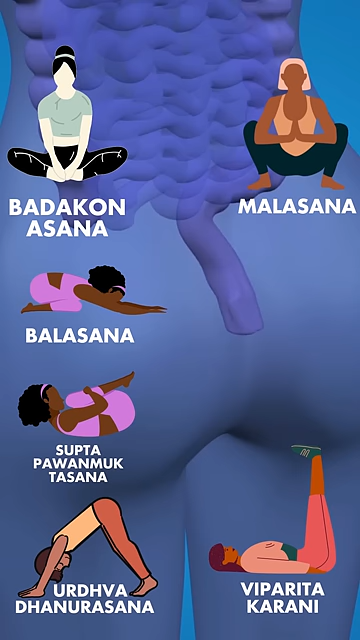 BADAKON
ASANA
MALASANA
BALASANA
SUPTA
PAWANMUK
TASANA
URDHVA
DHANURASANA
VIPARITA
KARANI